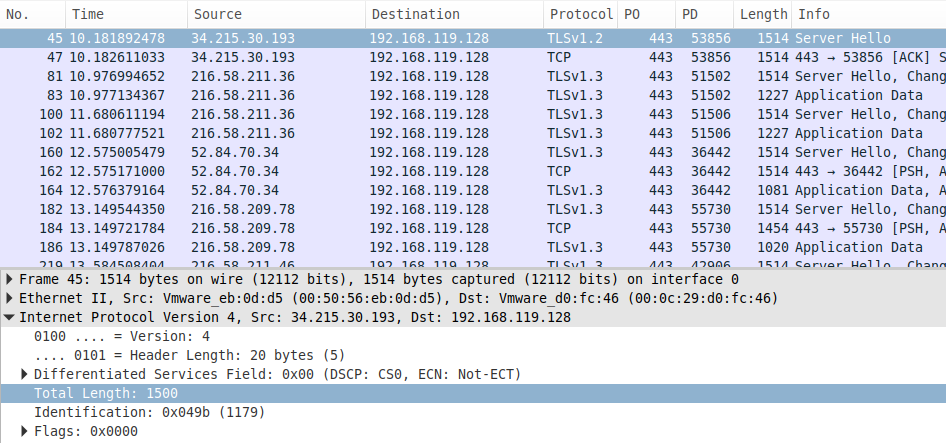 No. Time Source Destination Protocol PO PD Length Info
45 10.181892478 34.215.30.193 192.168.119.128 TLSv1.2 443 53856 1514 Server Hello
47 10.182611033 34.215.30.193 192.168.119.128 TCP 443 53856 1514 443 → 53856 [ACK] S
81 10.976994652 216.58.211.36 192.168.119.128 TLSv1.3 443 51502 1514 Server Hello, Chang
83 10.977134367 216.58.211.36 192.168.119.128 TLSv1.3 443 51502 1227 Application Data
100 11.680611194 216.58.211.36 192.168.119.128 TLSv1.3 443 51506 1514 Server Hello, Chang
102 11.680777521 216.58.211.36 192.168.119.128 TLSv1.3 443 51506 1227 Application Data
160 12.575005479 52.84.70.34 192.168.119.128 TLSv1.3 443 36442 1514 Server Hello, Chang
162 12.575171000 52.84.70.34 192.168.119.128 TCP 443 36442 1514 443 → 36442 [PSH, A
164 12.576379164 52.84.70.34 192.168.119.128 TLSv1.3 443 36442 1081 Application Data, A
182 13.149544350 216.58.209.78 192.168.119.128 TLSv1.3 443 55730 1514 Server Hello, Chang
184 13.149721784 216.58.209.78 192.168.119.128 TCP 443 55730 1454 443 → 55730 [PSH, A
186 13.149787026 216.58.209.78 192.168.119.128 TLSv1.3 443 55730 1020 Application Data
219 13.584508404 216.58.211.46 192.168.119.128 TLSv1.3 443 42906 1514 Server Hello, Chang
Frame 45: 1514 bytes on wire (12112 bits), 1514 bytes captured (12112 bits) on interface 0
Ethernet II, Src: Vmware_eb:0d:d5 (00:50:56:eb:0d:d5), Dst: Vmware_d0:fc:46 (00:0c:29:d0:fc:46)
Internet Protocol Version 4, Src: 34.215.30.193, Dst: 192.168.119.128
0100 .... = Version: 4
.... 0101 = Header Length: 20 bytes (5)
Differentiated Services Field: 0x00 (DSCP: CS0, ECN: Not-ECT)
Total Length: 1500
Identification: 0x049b (1179)
Flags: 0x0000